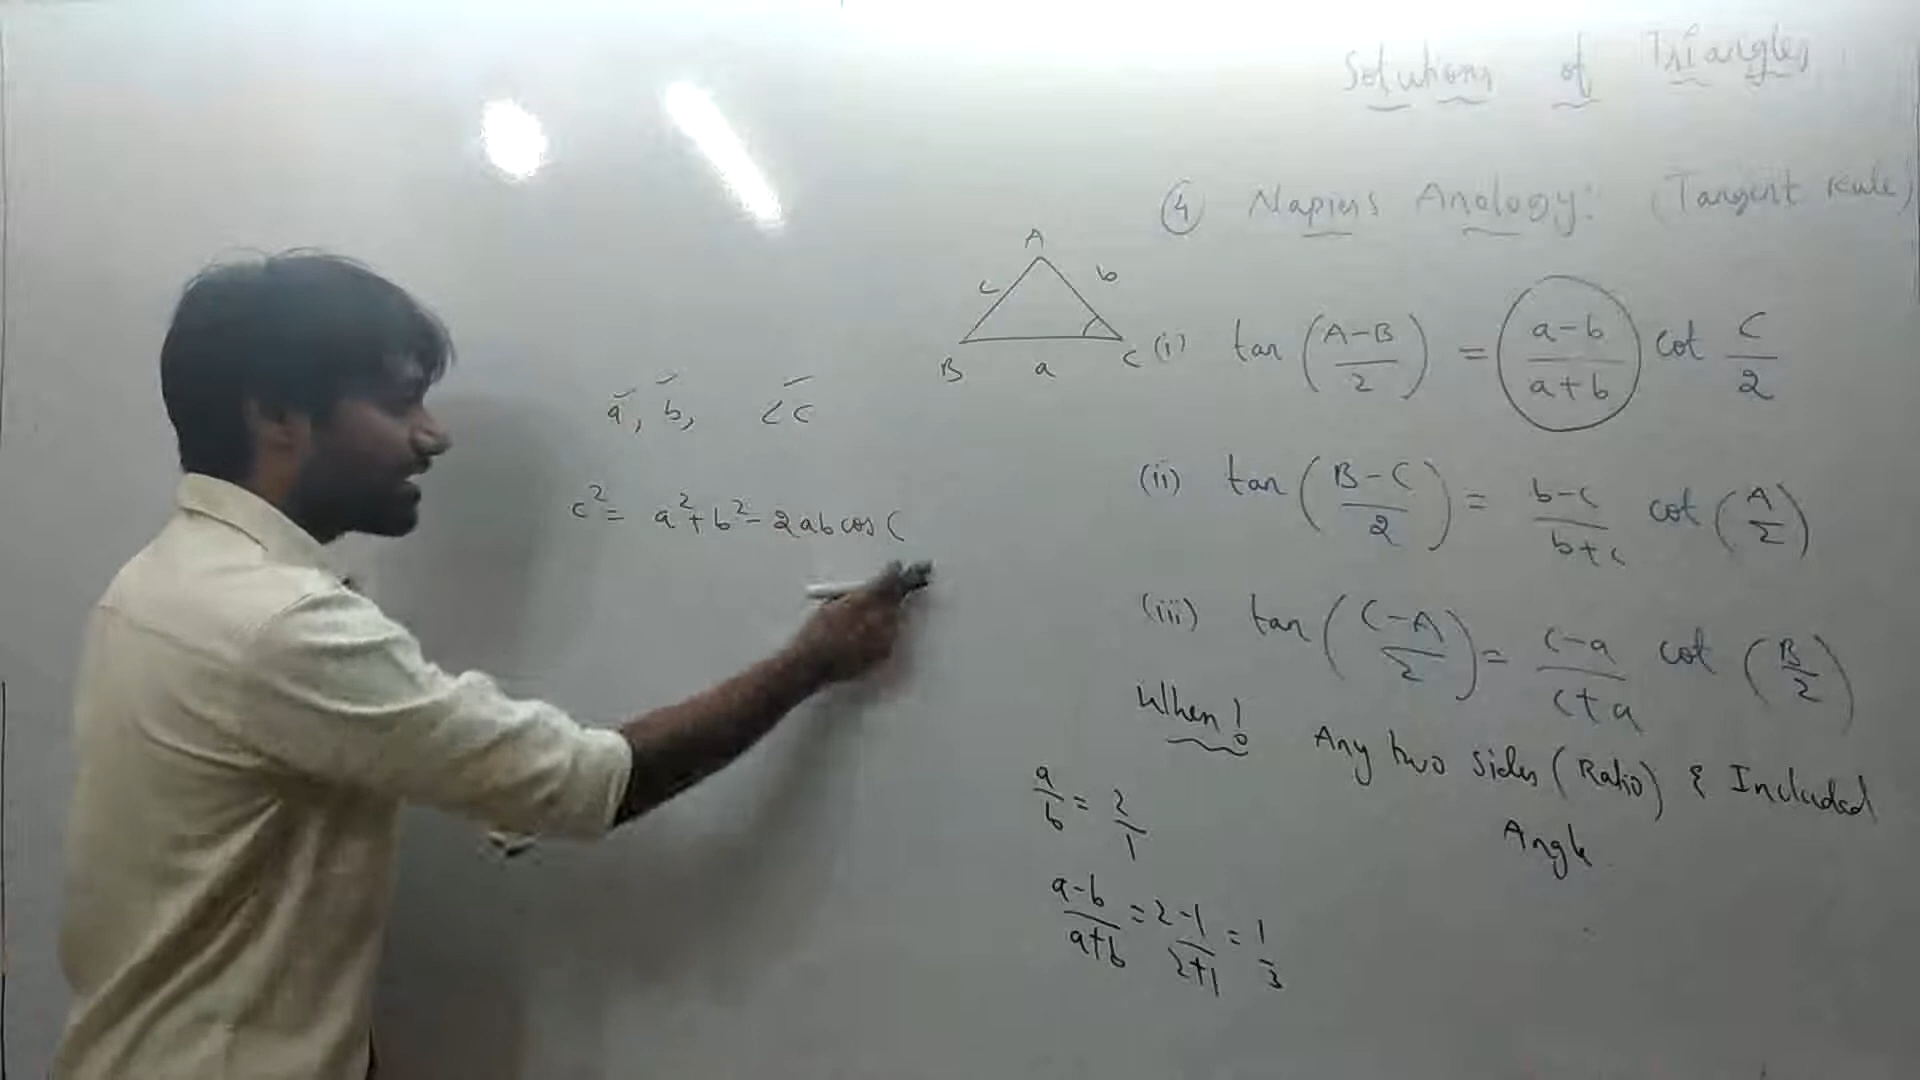 Solutions of Triangles
④ Napiers Anology: (Tangent Rule)
A
c b
B a C
(i) tan (A-B/2) = (a-b/a+b) cot C/2
a, b, ∠C
c² = a² + b² - 2ab cos C
(ii) tan (B-C/2) = b-c/b+c cot (A/2)
(iii) tan (C-A/2) = c-a/c+a cot (B/2)
When! Any two sides (Ratio) & Included
Angle
a/b = 2/1
a-b/a+b = 2-1/2+1 = 1/3